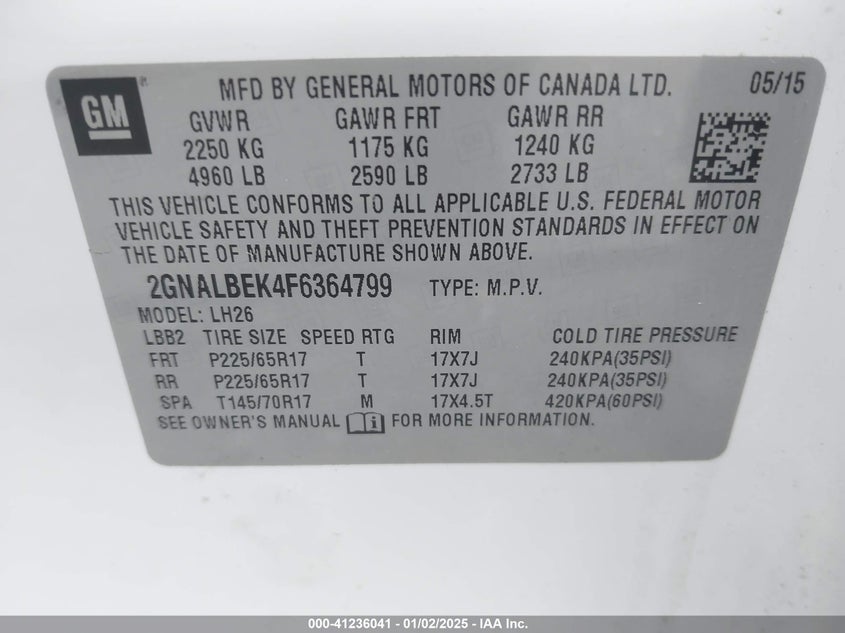 GM
MFD BY GENERAL MOTORS OF CANADA LTD. 05/15
GVWR GAWR FRT GAWR RR
2250 KG 1175 KG 1240 KG
4960 LB 2590 LB 2733 LB
THIS VEHICLE CONFORMS TO ALL APPLICABLE U.S. FEDERAL MOTOR
VEHICLE SAFETY AND THEFT PREVENTION STANDARDS IN EFFECT ON
THE DATE OF MANUFACTURE SHOWN ABOVE.
2GNALBEK4F6364799 TYPE: M.P.V.
MODEL: LH26
LBB2 TIRE SIZE SPEED RTG RIM COLD TIRE PRESSURE
FRT P225/65R17 T 17X7J 240KPA(35PSI)
RR P225/65R17 T 17X7J 240KPA(35PSI)
SPA T145/70R17 M 17X4.5T 420KPA(60PSI)
SEE OWNER'S MANUAL i FOR MORE INFORMATION.
000-41236041 - 01/02/2025 - IAA Inc.